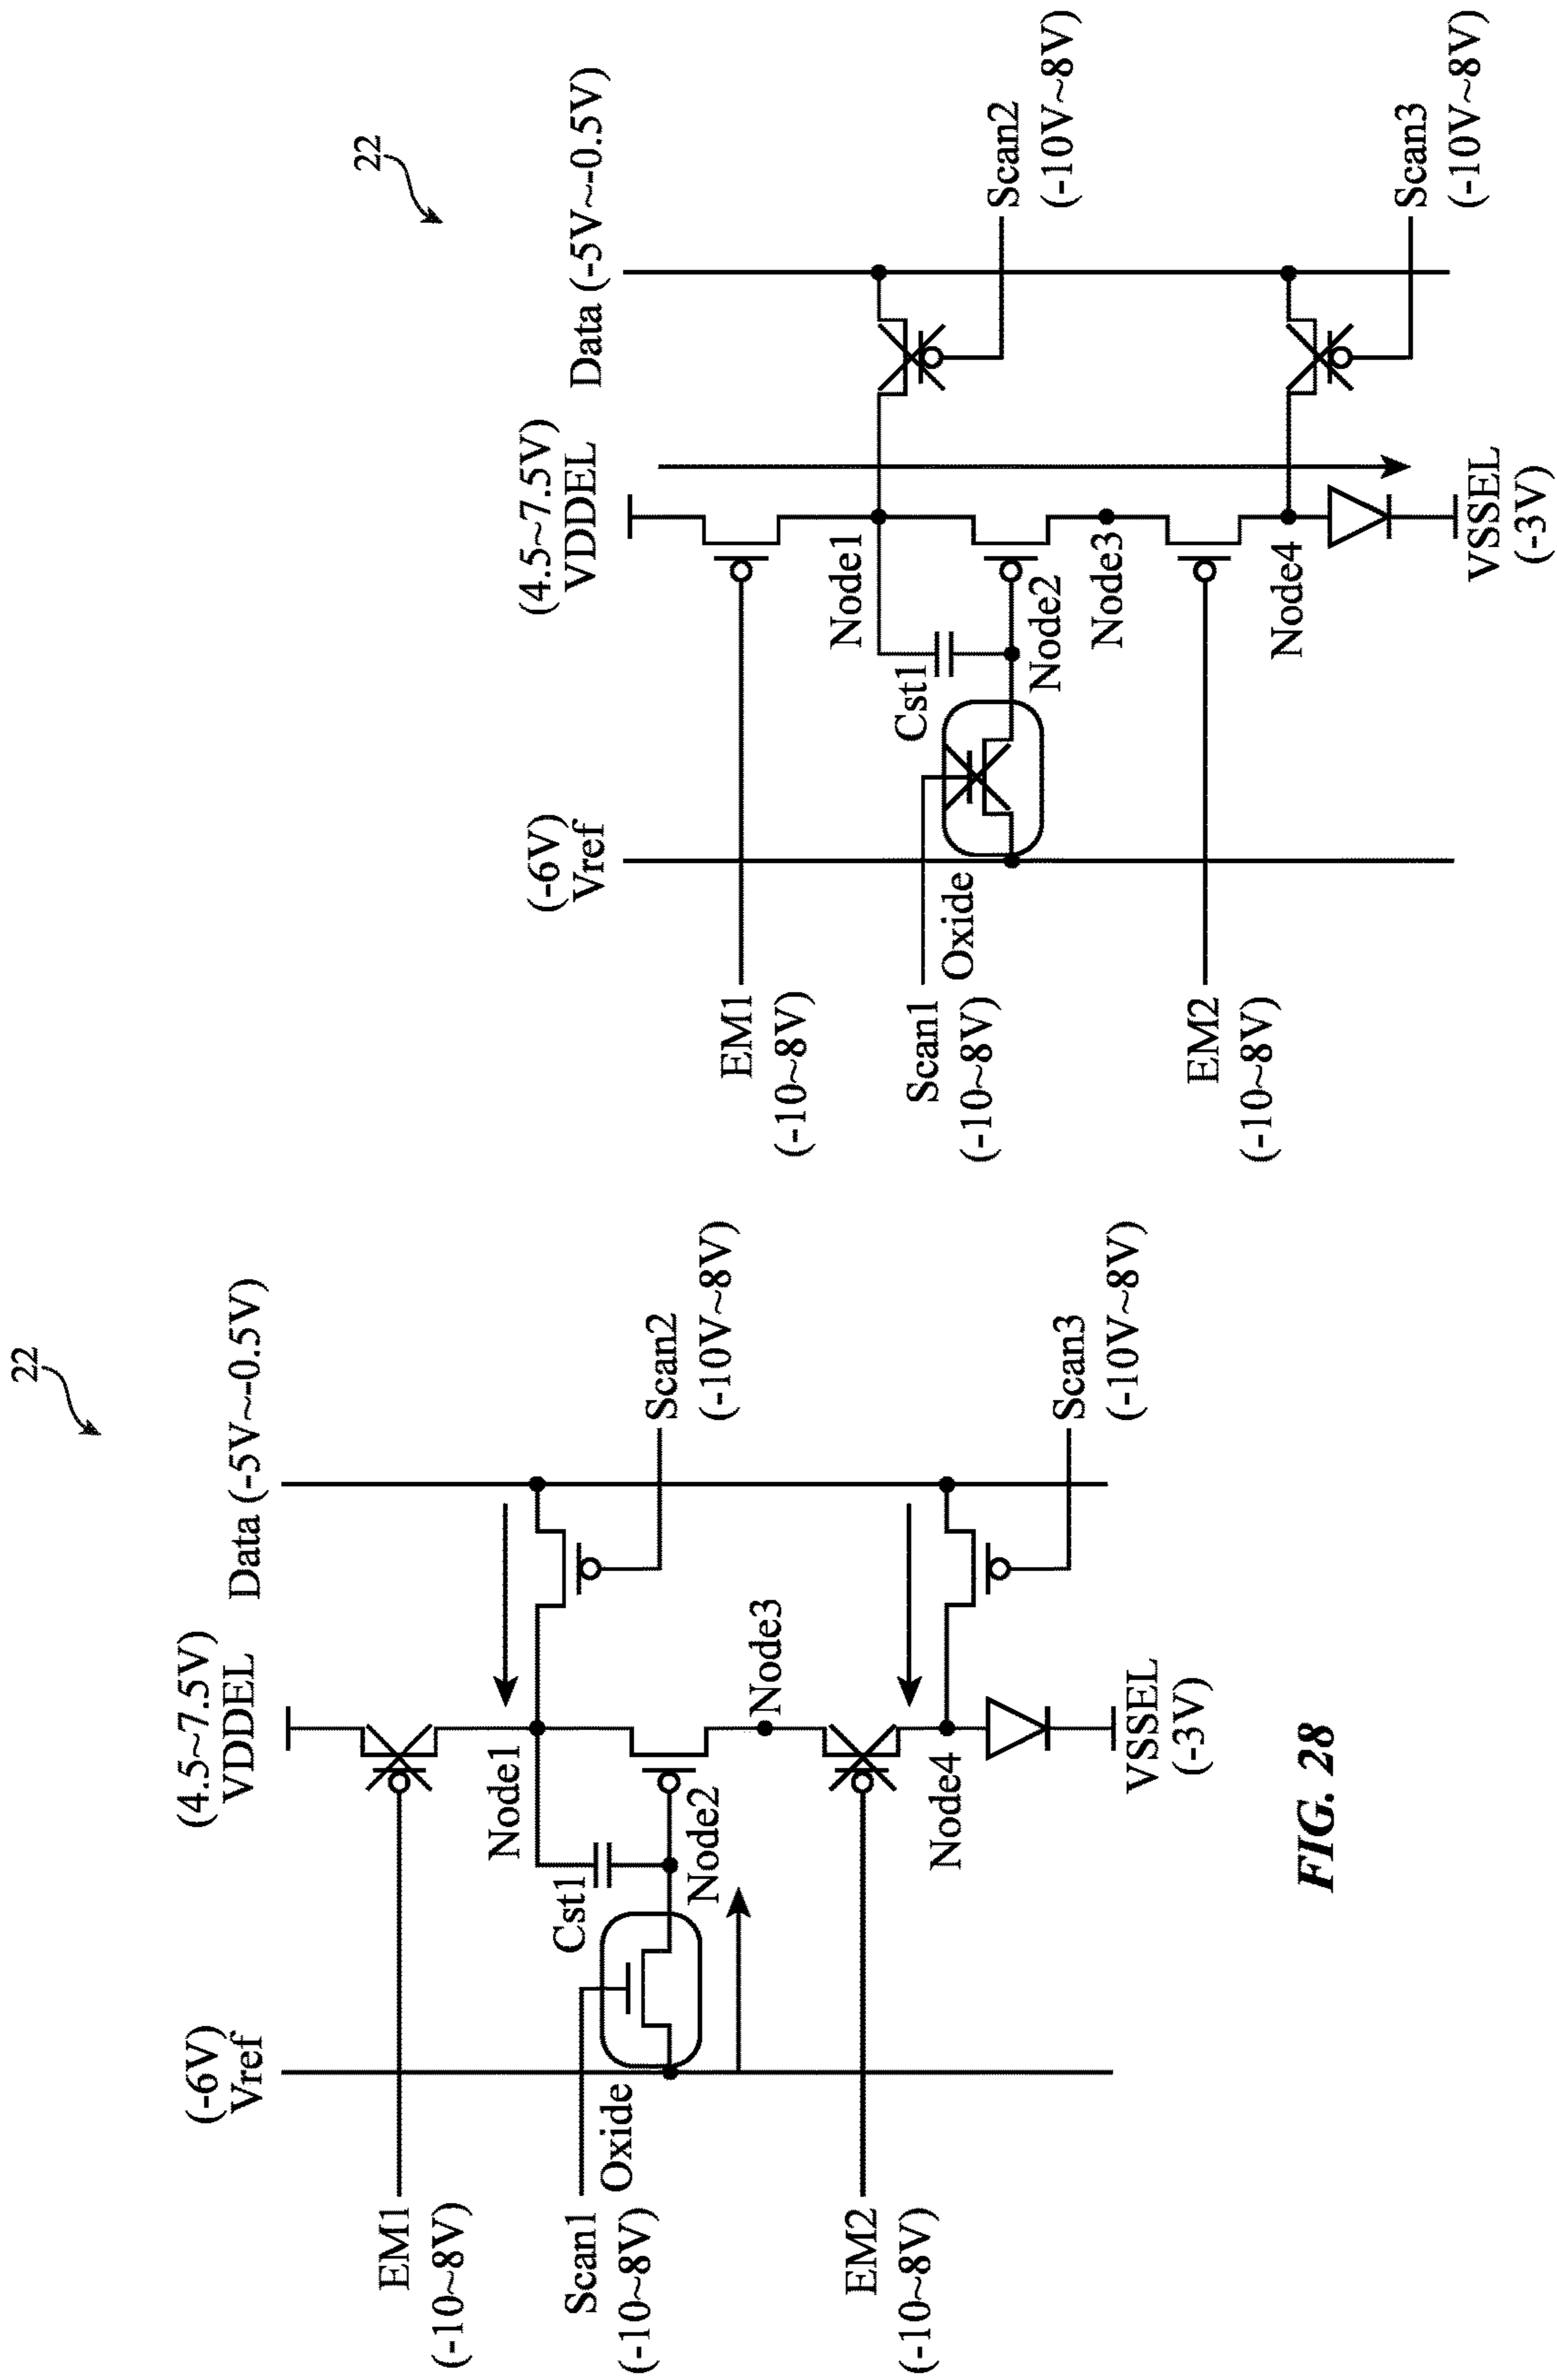 22
(4.5~7.5V)
VDDEL
Data (-5V~-0.5V)
(-6V)
Vref
EM1
(-10~8V)
Node1
Scan2
(-10V~8V)
Cst1
Oxide
Scan1
(-10~8V)
Node2
Node3
EM2
(-10~8V)
Node4
Scan3
(-10V~8V)
VSSEL
(-3V)
22
(4.5~7.5V)
VDDEL
Data (-5V~-0.5V)
(-6V)
Vref
EM1
(-10~8V)
Node1
Scan2
(-10V~8V)
Cst1
Oxide
Scan1
(-10~8V)
Node2
Node3
EM2
(-10~8V)
Node4
Scan3
(-10V~8V)
VSSEL
(-3V)
FIG. 28